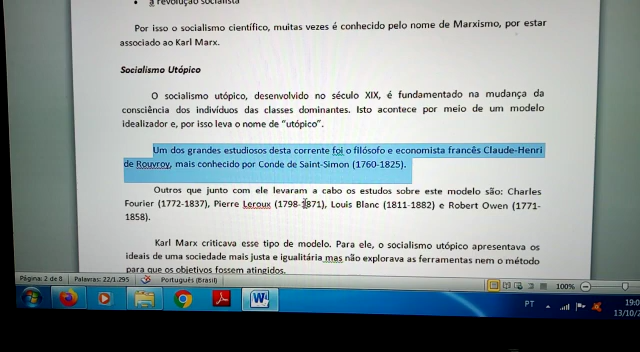 a revolução socialista
Por isso o socialismo científico, muitas vezes é conhecido pelo nome de Marxismo, por estar
associado ao Karl Marx.
Socialismo Utópico
O socialismo utópico, desenvolvido no século XIX, é fundamentado na mudança da
consciência dos indivíduos das classes dominantes. Isto acontece por meio de um modelo
idealizador e, por isso leva o nome de “utópico”.
Um dos grandes estudiosos desta corrente foi o filósofo e economista francês Claude-Henri
de Rouvroy, mais conhecido por Conde de Saint-Simon (1760-1825).
Outros que junto com ele levaram a cabo os estudos sobre este modelo são: Charles
Fourier (1772-1837), Pierre Leroux (1798-1871), Louis Blanc (1811-1882) e Robert Owen (1771-
1858).
Karl Marx criticava esse tipo de modelo. Para ele, o socialismo utópico apresentava os
ideais de uma sociedade mais justa e igualitária mas não explorava as ferramentas nem o método
para que os objetivos fossem atingidos.
Página: 2 de 8 Palavras: 22/1.295 Português (Brasil) 100%
PT 19:0
13/10/2